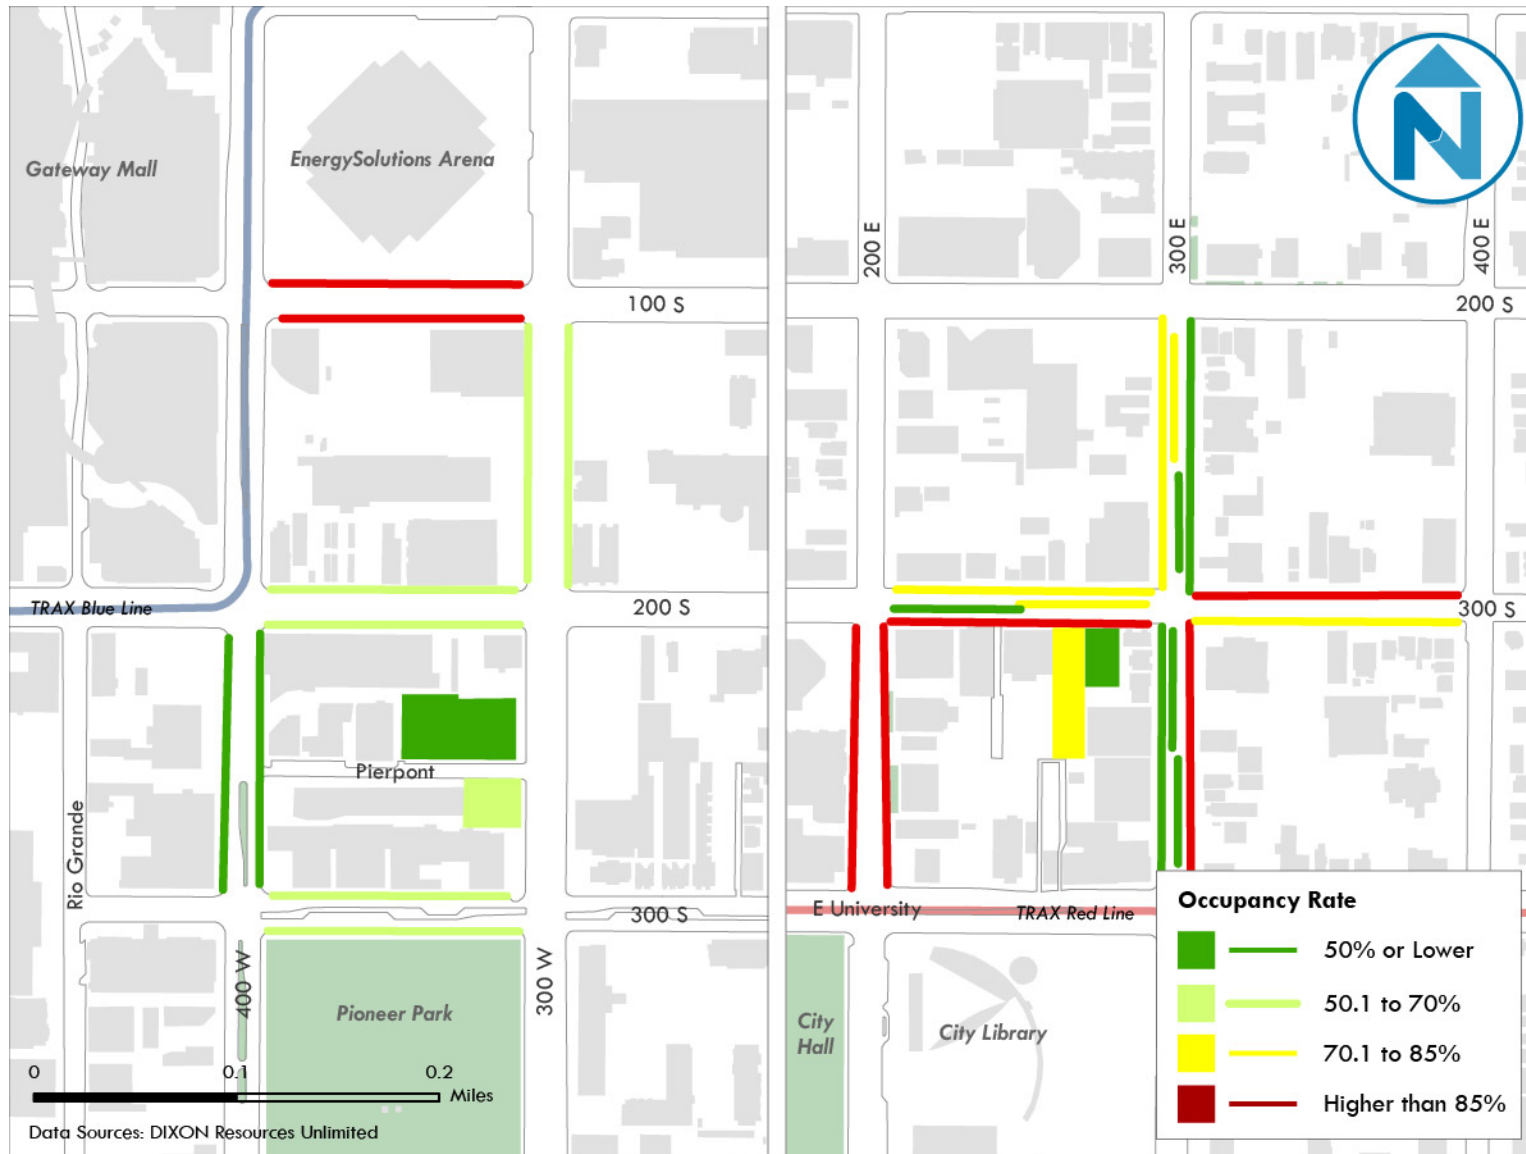 Gateway Mall
EnergySolutions Arena
N
200 E
300 E
400 E
100 S
200 S
TRAX Blue Line
200 S
300 S
Pierpont
Rio Grande
E University
TRAX Red Line
300 S
400 W
300 W
Pioneer Park
City
Hall
City Library
0
0.1
0.2
Miles
Data Sources: DIXON Resources Unlimited
Occupancy Rate
50% or Lower
50.1 to 70%
70.1 to 85%
Higher than 85%